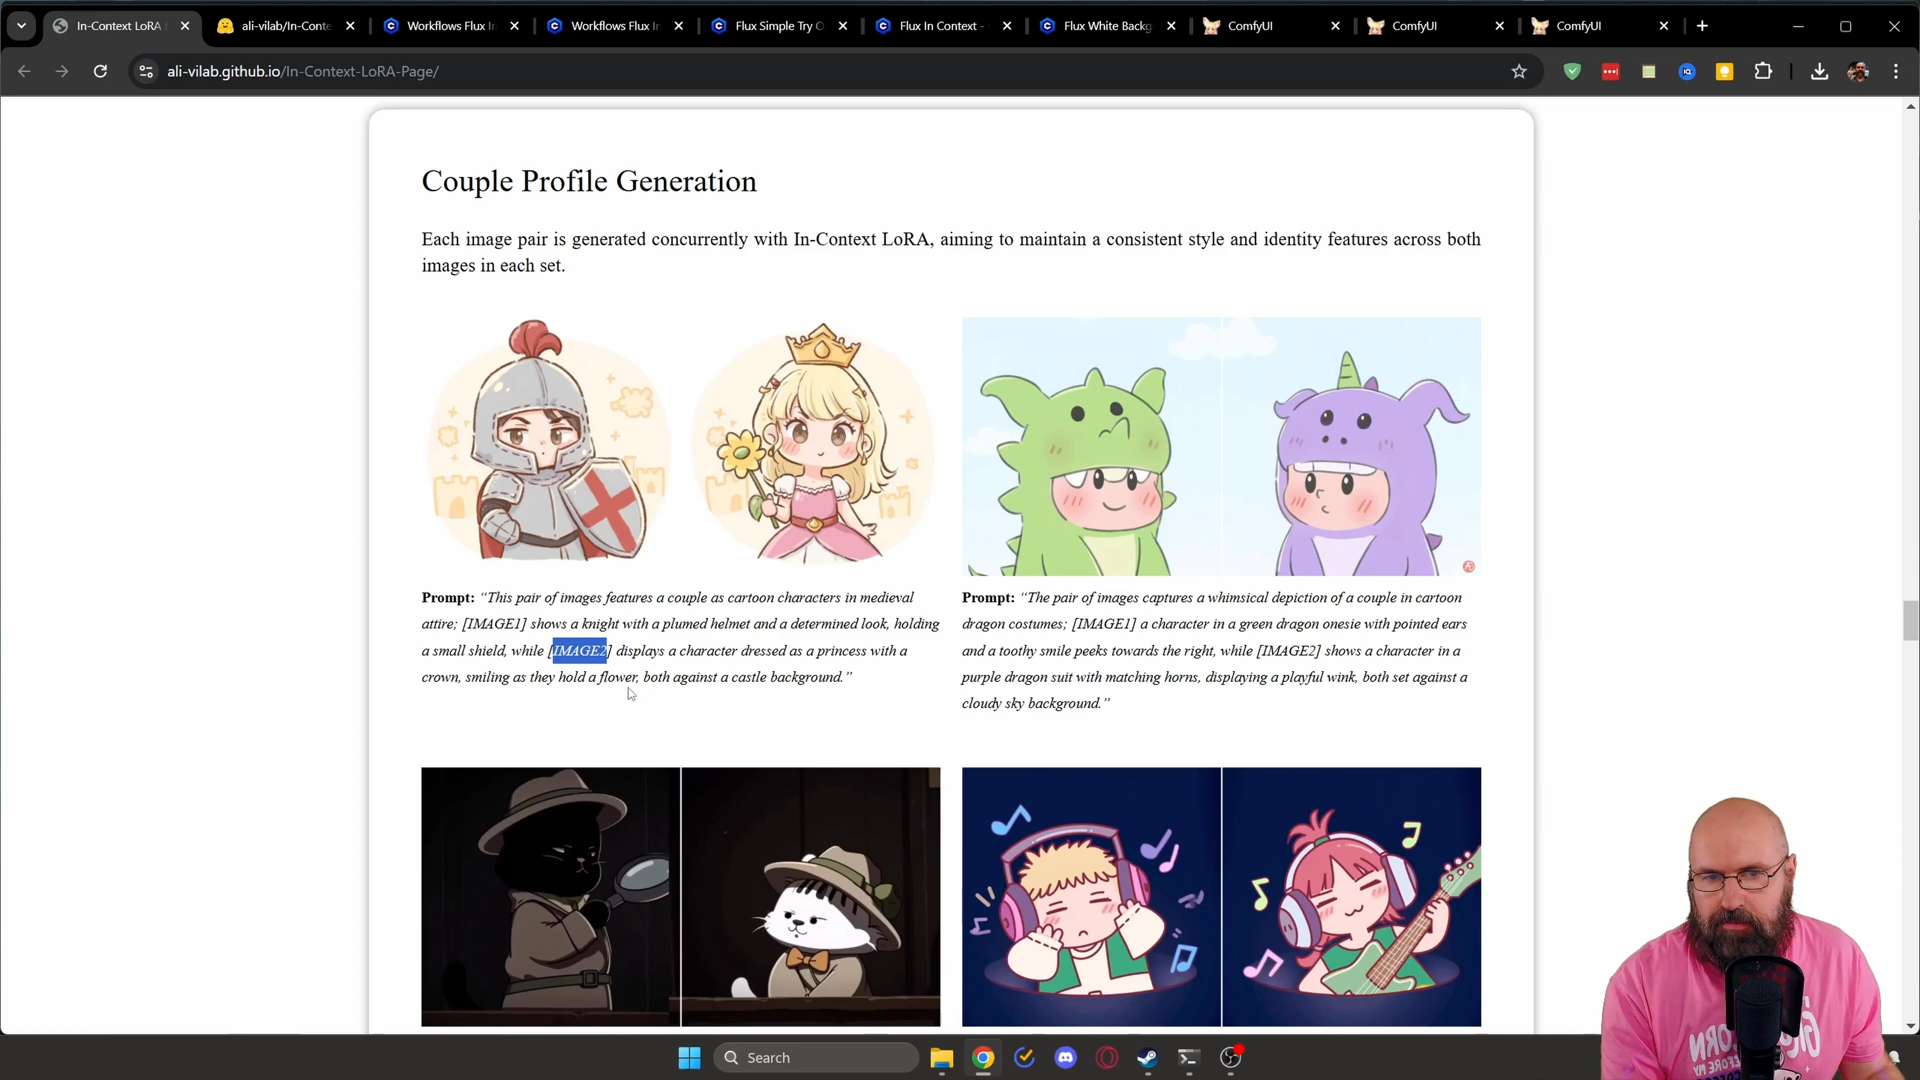 In-Context LoRA
ali-vilab/In-Conte
Workflows Flux In
Workflows Flux In
Flux Simple Try O
Flux In Context -
Flux White Backg
ComfyUI
ComfyUI
ComfyUI
ali-vilab.github.io/In-Context-LoRA-Page/
Couple Profile Generation
Each image pair is generated concurrently with In-Context LoRA, aiming to maintain a consistent style and identity features across both
images in each set.
Prompt: “This pair of images features a couple as cartoon characters in medieval
attire; [IMAGE1] shows a knight with a plumed helmet and a determined look, holding
a small shield, while [IMAGE2] displays a character dressed as a princess with a
crown, smiling as they hold a flower, both against a castle background.”
Prompt: “The pair of images captures a whimsical depiction of a couple in cartoon
dragon costumes; [IMAGE1] a character in a green dragon onesie with pointed ears
and a toothy smile peeks towards the right, while [IMAGE2] shows a character in a
purple dragon suit with matching horns, displaying a playful wink, both set against a
cloudy sky background.”
Search